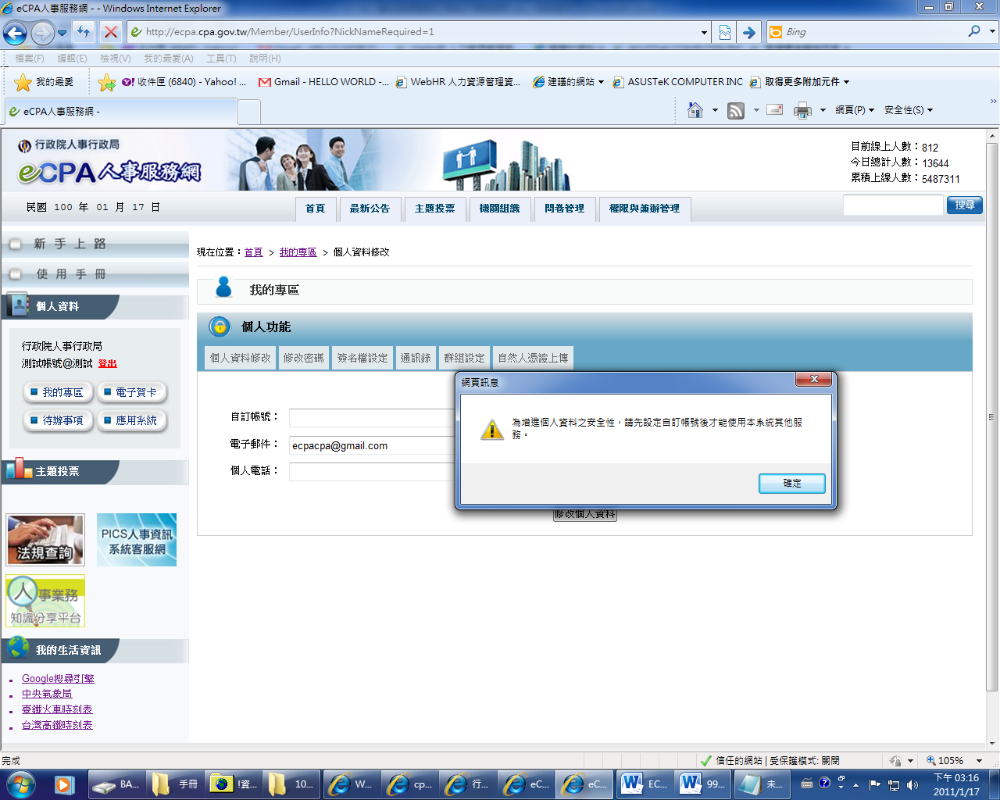 eCPA人事服務網 - - Windows Internet Explorer
http://ecpa.cpa.gov.tw/Member/UserInfo?NickNameRequired=1
Bing
檔案(F) 編輯(E) 檢視(V) 我的最愛(A) 工具(T) 說明(H)
我的最愛 收件匣 (6840) - Yahoo! ... Gmail - HELLO WORLD -... WebHR 人力資源管理資... 建議的網站 ASUSTeK COMPUTER INC 取得更多附加元件
eCPA人事服務網 -
網頁(P) 安全性(S) »
行政院人事行政局
eCPA人事服務網
目前線上人數：812
今日總計人數：13644
累積上線人數：5487311
民國 100 年 01 月 17 日
首頁 最新公告 主題投票 機關組織 問卷管理 權限與兼辦管理
搜尋
新手上路
使用手冊
個人資料
行政院人事行政局
測試帳號@測試 登出
我的專區 電子賀卡
待辦事項 應用系統
主題投票
法規查詢
PICS人事資訊
系統客服網
人事業務
知識分享平台
我的生活資訊
Google搜尋引擎
中央氣象局
臺鐵火車時刻表
台灣高鐵時刻表
現在位置：首頁 > 我的專區 > 個人資料修改
我的專區
個人功能
個人資料修改 修改密碼 簽名檔設定 通訊錄 群組設定 自然人憑證上傳
自訂帳號：
電子郵件： ecpacpa@gmail.com
個人電話：
修改個人資料
網頁訊息
為增進個人資料之安全性，請先設定自訂帳號後才能使用本系統其他服
務。
確定
完成
信任的網站 | 受保護模式: 關閉
105%
BA... 手冊 !資... 10... W... cp... 行... eC... eC... EC... 99... 未...
下午 03:16
2011/1/17